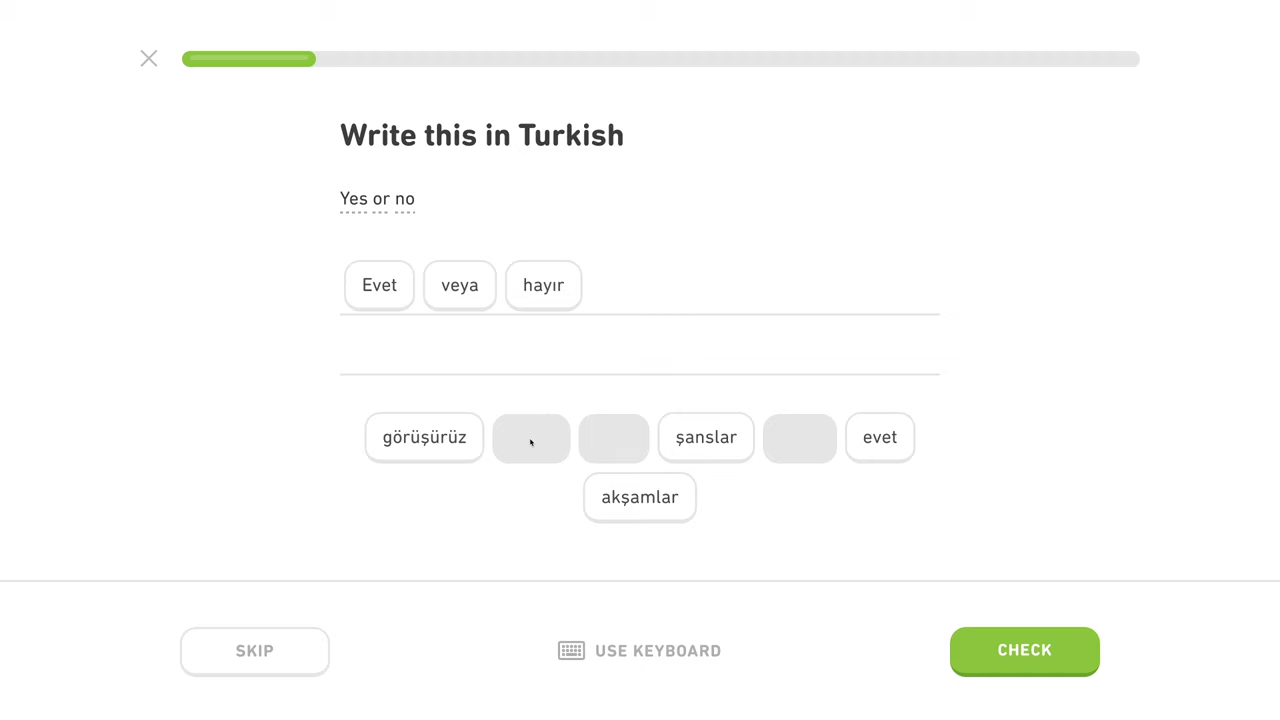 Write this in Turkish
Yes or no
Evet veya hayır
görüşürüz şanslar evet
akşamlar
SKIP USE KEYBOARD CHECK